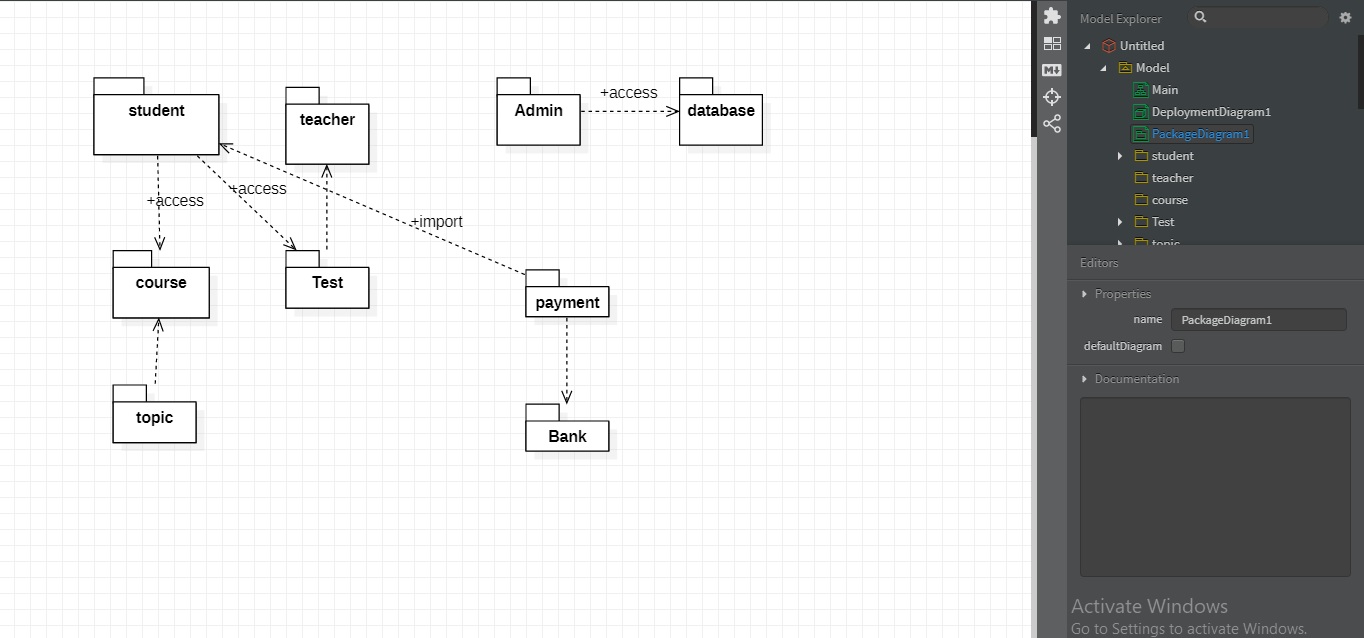 student
teacher
Admin
+access
database
+access
+access
+import
course
Test
payment
topic
Bank
M↓
Model Explorer
Untitled
Model
Main
DeploymentDiagram1
PackageDiagram1
student
teacher
course
Test
topic
Editors
Properties
name PackageDiagram1
defaultDiagram
Documentation
Activate Windows
Go to Settings to activate Windows.